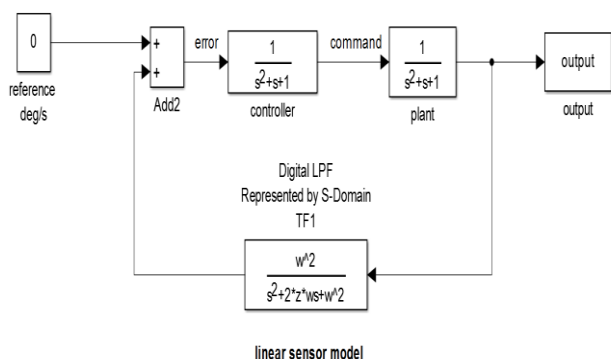 0
reference
deg/s
+
+
Add2
error
1
s²+s+1
controller
command
1
s²+s+1
plant
output
output
Digital LPF
Represented by S-Domain
TF1
w^2
s²+2*z*ws+w^2
linear sensor model